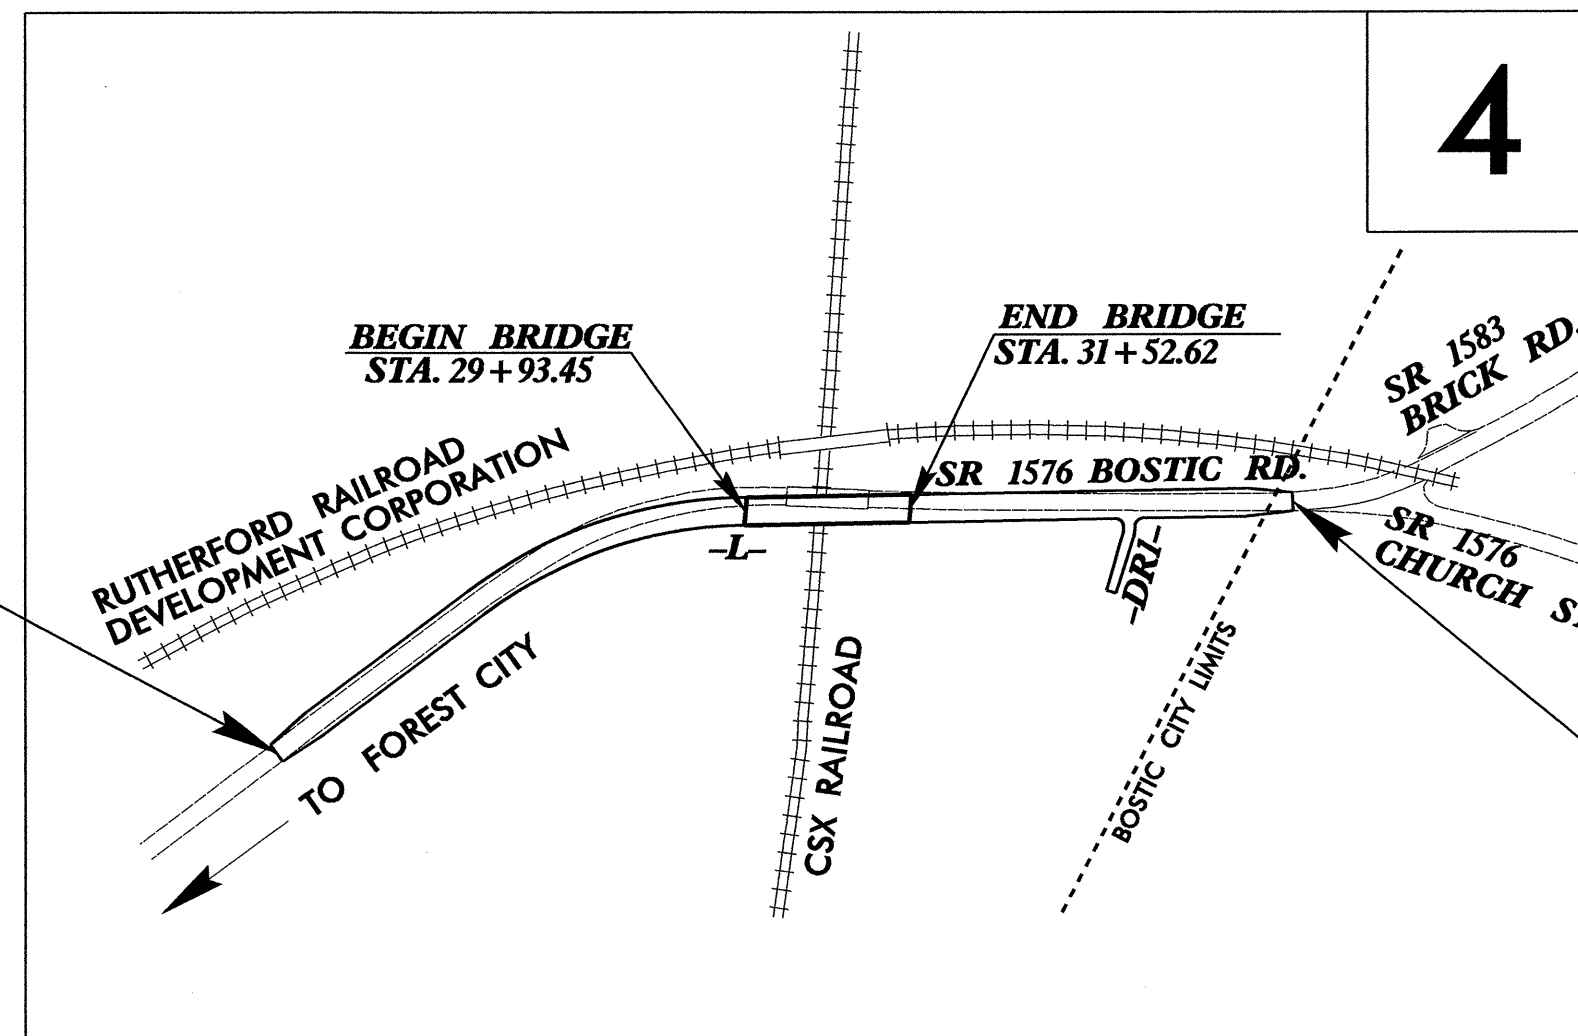 4
BEGIN BRIDGE
STA. 29+93.45
END BRIDGE
STA. 31+52.62
SR 1583
BRICK RD.
RUTHERFORD RAILROAD
DEVELOPMENT CORPORATION
SR 1576 BOSTIC RD.
-L-
-DR1-
SR 1576
CHURCH
TO FOREST CITY
CSX RAILROAD
BOSTIC CITY LIMITS